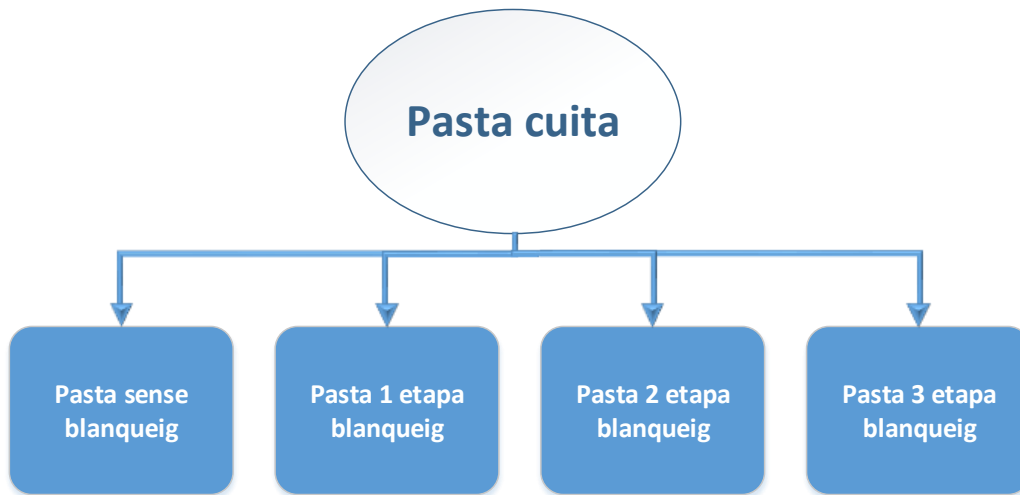 Pasta cuita
Pasta sense
blanqueig
Pasta 1 etapa
blanqueig
Pasta 2 etapa
blanqueig
Pasta 3 etapa
blanqueig